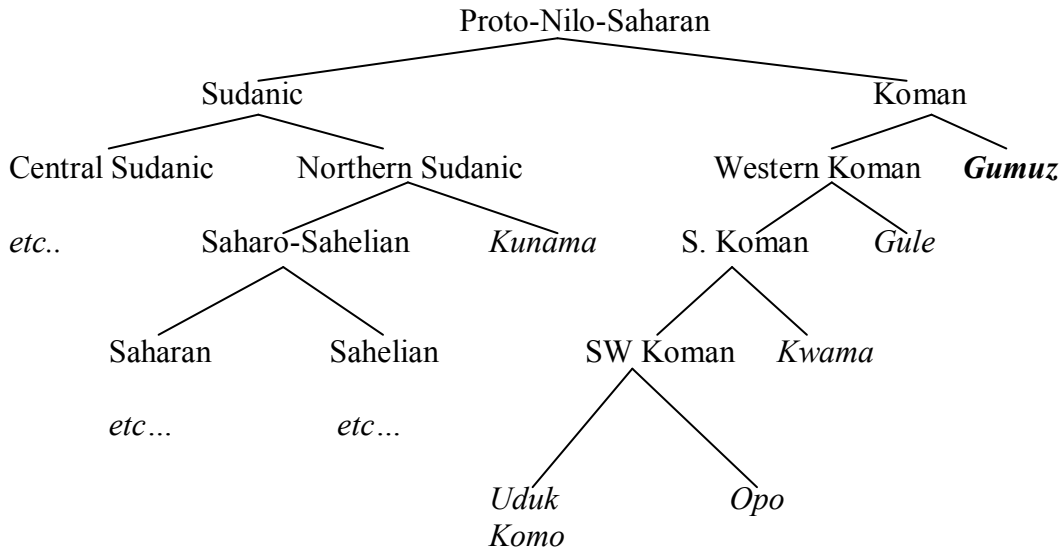 Proto-Nilo-Saharan
Sudanic Koman
Central Sudanic Northern Sudanic Western Koman Gumuz
etc.. Saharo-Sahelian Kunama S. Koman Gule
Saharan Sahelian SW Koman Kwama
etc… etc…
Uduk Opo
Komo